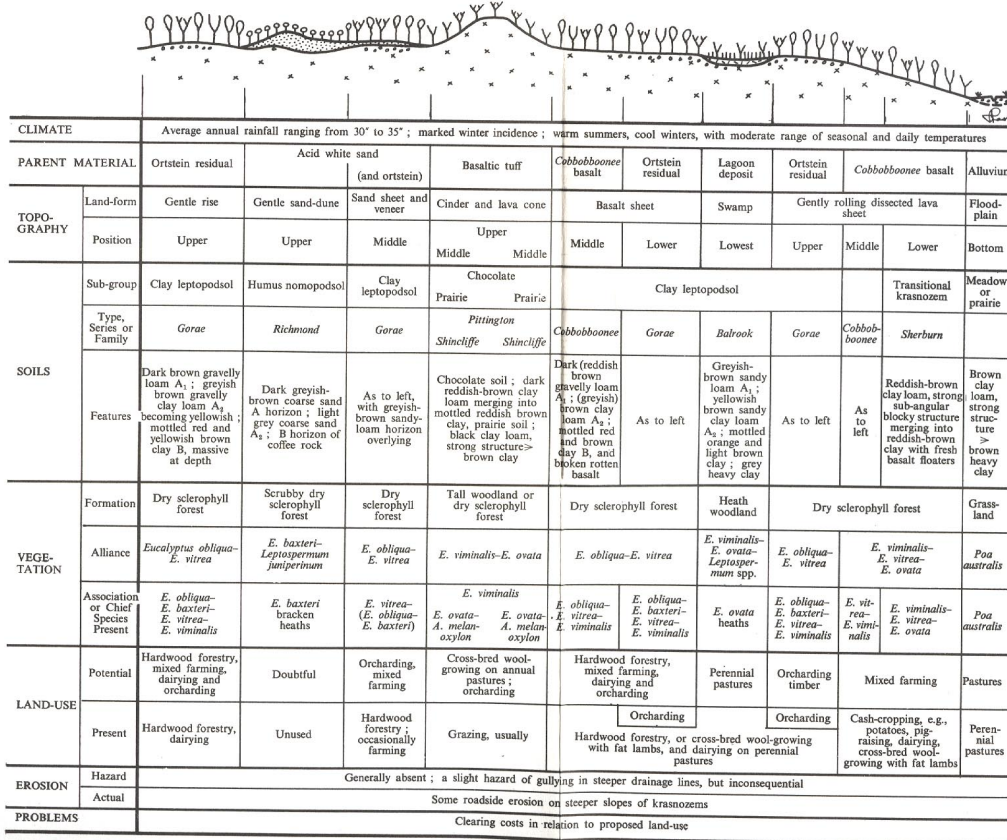 CLIMATE
Average annual rainfall ranging from 30″ to 35″ ; marked winter incidence ; warm summers, cool winters, with moderate range of seasonal and daily temperatures
PARENT MATERIAL
Ortstein residual
Acid white sand
(and ortstein)
Basaltic tuff
Cobbobboonee
basalt
Ortstein
residual
Lagoon
deposit
Ortstein
residual
Cobbobboonee basalt
Alluvium
TOPO-
GRAPHY
Land-form
Gentle rise
Gentle sand-dune
Sand sheet and
veneer
Cinder and lava cone
Basalt sheet
Swamp
Gently rolling dissected lava
sheet
Flood-
plain
Position
Upper
Upper
Middle
Upper
Middle Middle
Middle
Lower
Lowest
Upper
Middle
Lower
Bottom
SOILS
Sub-group
Clay leptopodsol
Humus nomopodsol
Clay
leptopodsol
Chocolate
Prairie Prairie
Clay leptopodsol
Transitional
krasnozem
Meadow
or
prairie
Type,
Series or
Family
Gorae
Richmond
Gorae
Pittington
Shincliffe Shincliffe
Cobbobboonee
Gorae
Balrook
Gorae
Cobbob-
boonee
Sherburn
Features
Dark brown gravelly
loam A₁ ; greyish
brown gravelly
clay loam A₂
becoming yellowish ;
mottled red and
yellowish brown
clay B, massive
at depth
Dark greyish-
brown coarse sand
A horizon ; light
grey coarse sand
A₂ ; B horizon of
coffee rock
As to left,
with greyish-
brown sandy-
loam horizon
overlying
Chocolate soil ; dark
reddish-brown clay
loam merging into
mottled reddish brown
clay, prairie soil ;
black clay loam,
strong structure>
brown clay
Dark (reddish
brown
gravelly loam
A₁ ; (greyish)
brown clay
loam A₂ ;
mottled red
and brown
clay B, and
broken rotten
basalt
As to left
Greyish-
brown sandy
loam A₁ ;
yellowish
brown sandy
clay loam
A₂ ; mottled
orange and
light brown
clay ; grey
heavy clay
As to left
As
to
left
Reddish-brown
clay loam, strong
sub-angular
blocky structure
merging into
reddish-brown
clay with fresh
basalt floaters
Brown
clay
loam,
strong
struc-
ture
>
brown
heavy
clay
VEGE-
TATION
Formation
Dry sclerophyll
forest
Scrubby dry
sclerophyll
forest
Dry
sclerophyll
forest
Tall woodland or
dry sclerophyll
forest
Dry sclerophyll forest
Heath
woodland
Dry sclerophyll forest
Grass-
land
Alliance
Eucalyptus obliqua–
E. vitrea
E. baxteri–
Leptospermum
juniperinum
E. obliqua–
E. vitrea
E. viminalis–E. ovata
E. obliqua–E. vitrea
E. viminalis–
E. ovata–
Leptosper-
mum spp.
E. obliqua–
E. vitrea
E. viminalis–
E. vitrea–
E. ovata
Poa
australis
Association
or Chief
Species
Present
E. obliqua–
E. baxteri–
E. vitrea–
E. viminalis
E. baxteri
bracken
heaths
E. vitrea–
(E. obliqua–
E. baxteri)
E. viminalis
E. ovata– E. ovata–
A. melan- A. melan-
oxylon oxylon
E. obliqua–
E. vitrea–
E. viminalis
E. obliqua–
E. baxteri–
E. vitrea–
E. viminalis
E. ovata
heaths
E. obliqua–
E. baxteri–
E. vitrea–
E. viminalis
E. vit-
rea–
E. vimi-
nalis
E. viminalis–
E. vitrea–
E. ovata
Poa
australis
LAND-USE
Potential
Hardwood forestry,
mixed farming,
dairying and
orcharding
Doubtful
Orcharding,
mixed
farming
Cross-bred wool-
growing on annual
pastures ;
orcharding
Hardwood forestry,
mixed farming,
dairying and
orcharding
Perennial
pastures
Orcharding
timber
Mixed farming
Pastures
Present
Hardwood forestry,
dairying
Unused
Hardwood
forestry ;
occasionally
farming
Grazing, usually
Orcharding
Orcharding
Hardwood forestry, or cross-bred wool-growing
with fat lambs, and dairying on perennial
pastures
Cash-cropping, e.g.,
potatoes, pig-
raising, dairying,
cross-bred wool-
growing with fat lambs
Peren-
nial
pastures
EROSION
Hazard
Generally absent ; a slight hazard of gullying in steeper drainage lines, but inconsequential
Actual
Some roadside erosion on steeper slopes of krasnozems
PROBLEMS
Clearing costs in relation to proposed land-use